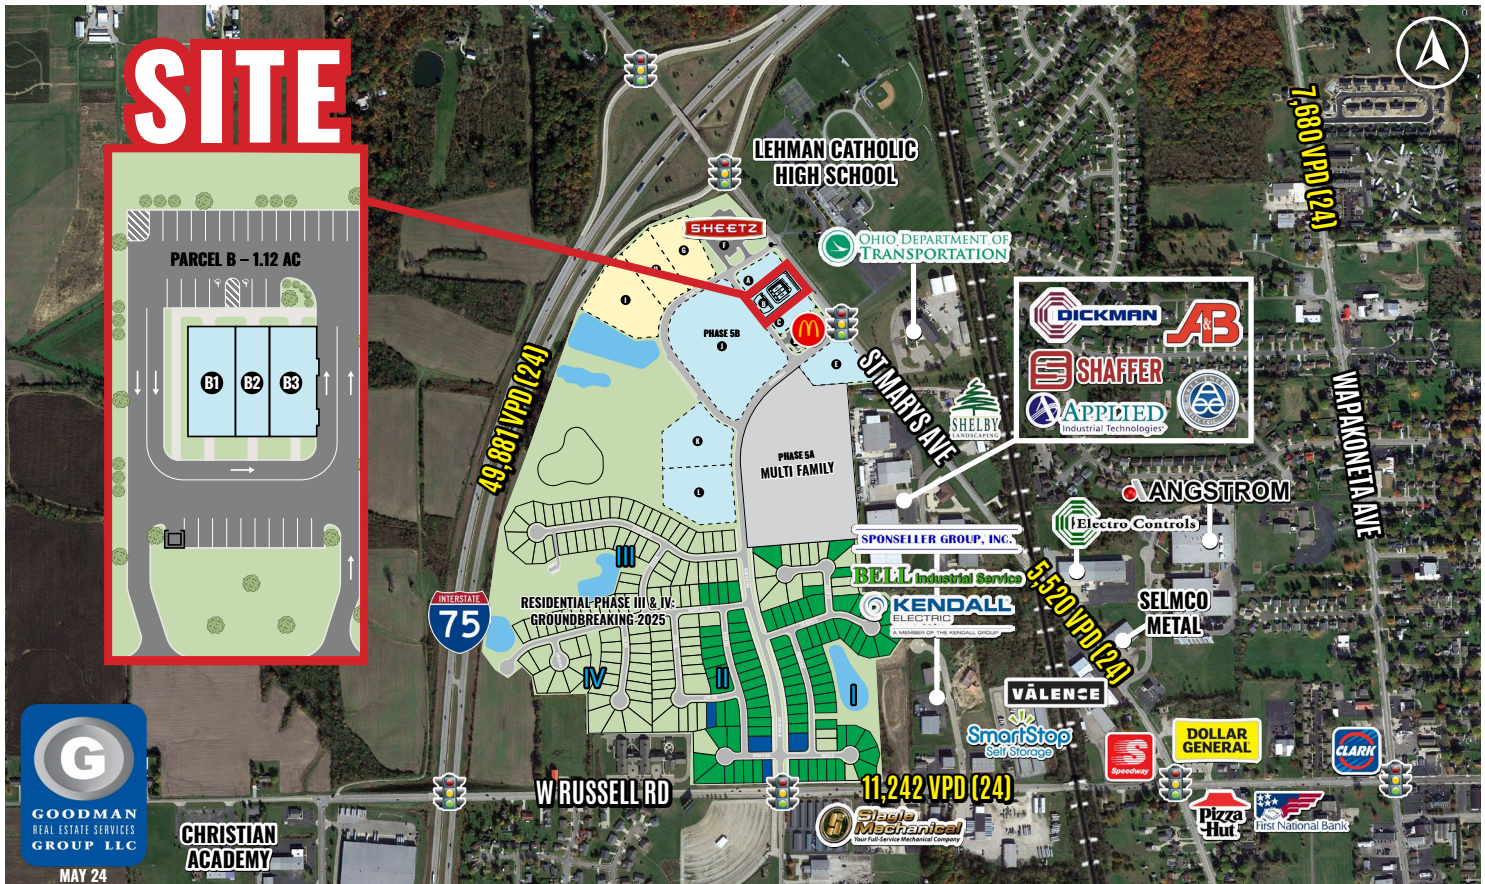 SITE
PARCEL B – 1.12 AC
B1
B2
B3
LEHMAN CATHOLIC
HIGH SCHOOL
7,680 VPD (24)
SHEETZ
OHIO DEPARTMENT OF
TRANSPORTATION
F
G
H
I
A
B
C
PHASE 5B
J
E
ST MARYS AVE
49,881 VPD (24)
DICKMAN
A&B
SHAFFER
APPLIED
Industrial Technologies
SHELBY
LANDSCAPING
WAPAKONETA AVE
K
L
PHASE 5A
MULTI FAMILY
ANGSTROM
Electro Controls
SPONSELLER GROUP, INC.
BELL Industrial Service
KENDALL
ELECTRIC
A MEMBER OF THE KENDALL GROUP
5,520 VPD (24)
SELMCO
METAL
INTERSTATE
75
III
RESIDENTIAL PHASE III & IV:
GROUNDBREAKING 2025
IV
II
I
VALENCE
SmartStop
Self Storage
Speedway
DOLLAR
GENERAL
CLARK
W RUSSELL RD
11,242 VPD (24)
Slagle
Mechanical
Your Full-Service Mechanical Company
Pizza
Hut
First National Bank
G
GOODMAN
REAL ESTATE SERVICES
GROUP LLC
MAY 24
CHRISTIAN
ACADEMY